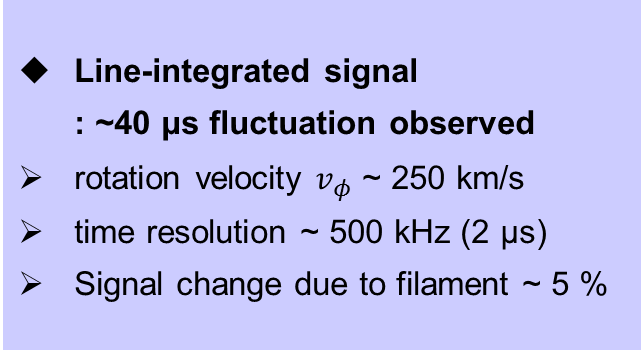 ◆ Line-integrated signal
: ~40 μs fluctuation observed
➢ rotation velocity 𝑣𝜙 ~ 250 km/s
➢ time resolution ~ 500 kHz (2 μs)
➢ Signal change due to filament ~ 5 %